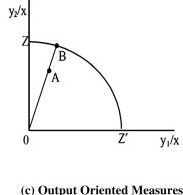 y₂/x
Z
B
A
0
Z'
y₁/x
(c) Output Oriented Measures